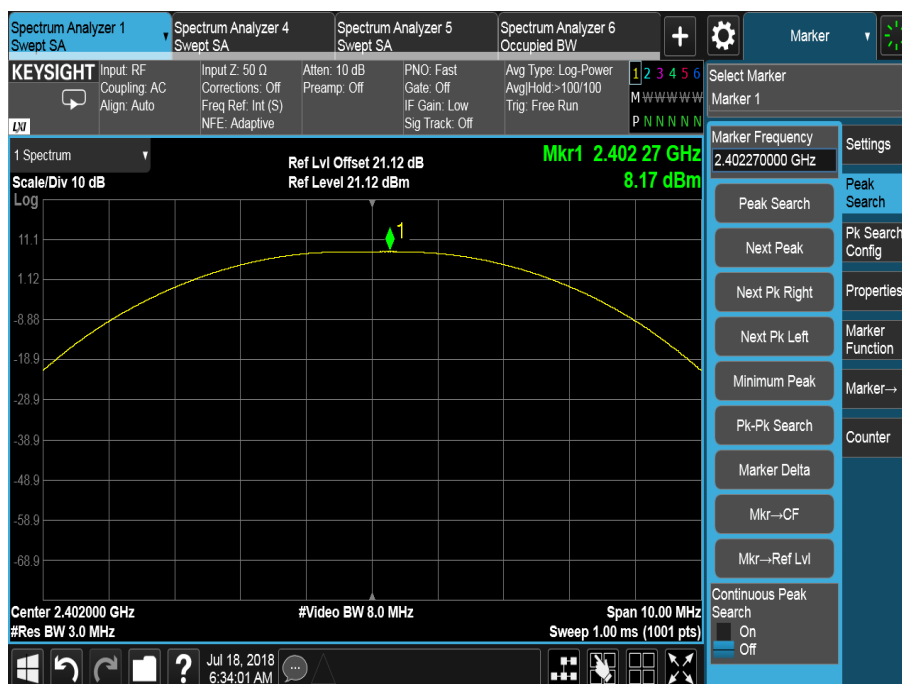 Spectrum Analyzer 1
Swept SA
Spectrum Analyzer 4
Swept SA
Spectrum Analyzer 5
Swept SA
Spectrum Analyzer 6
Occupied BW
+
Marker
KEYSIGHT
LXI
Input: RF
Coupling: AC
Align: Auto
Input Z: 50 Ω
Corrections: Off
Freq Ref: Int (S)
NFE: Adaptive
Atten: 10 dB
Preamp: Off
PNO: Fast
Gate: Off
IF Gain: Low
Sig Track: Off
Avg Type: Log-Power
Avg|Hold:>100/100
Trig: Free Run
1 2 3 4 5 6
M W W W W W
P N N N N N
Select Marker
Marker 1
1 Spectrum
Scale/Div 10 dB
Log
Ref Lvl Offset 21.12 dB
Ref Level 21.12 dBm
Mkr1 2.402 27 GHz
8.17 dBm
1
11.1
1.12
-8.88
-18.9
-28.9
-38.9
-48.9
-58.9
-68.9
Center 2.402000 GHz
#Res BW 3.0 MHz
#Video BW 8.0 MHz
Span 10.00 MHz
Sweep 1.00 ms (1001 pts)
Marker Frequency
2.402270000 GHz
Peak Search
Next Peak
Next Pk Right
Next Pk Left
Minimum Peak
Pk-Pk Search
Marker Delta
Mkr→CF
Mkr→Ref Lvl
Continuous Peak
Search
On
Off
Settings
Peak
Search
Pk Search
Config
Properties
Marker
Function
Marker→
Counter
?
Jul 18, 2018
6:34:01 AM